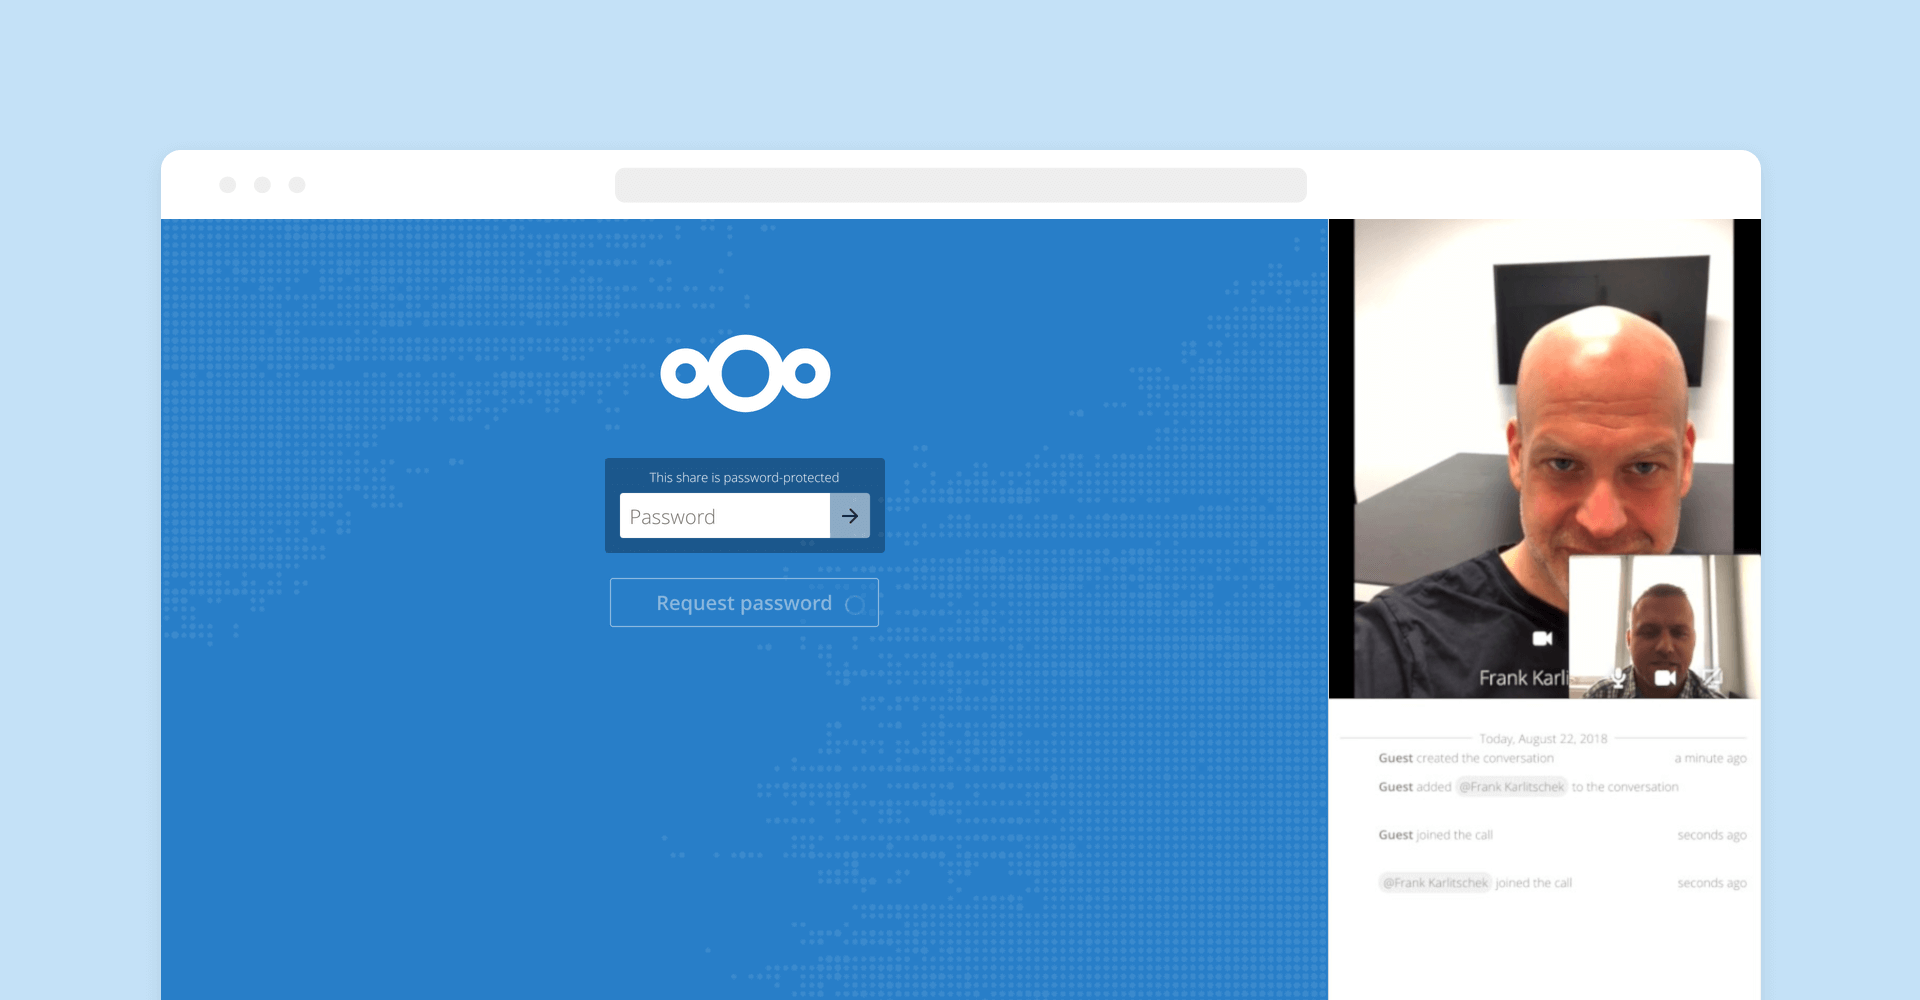 This share is password-protected
Password
Request password
Frank Karli
Today, August 22, 2018
Guest created the conversation a minute ago
Guest added @Frank Karlitschek to the conversation
Guest joined the call seconds ago
@Frank Karlitschek joined the call seconds ago